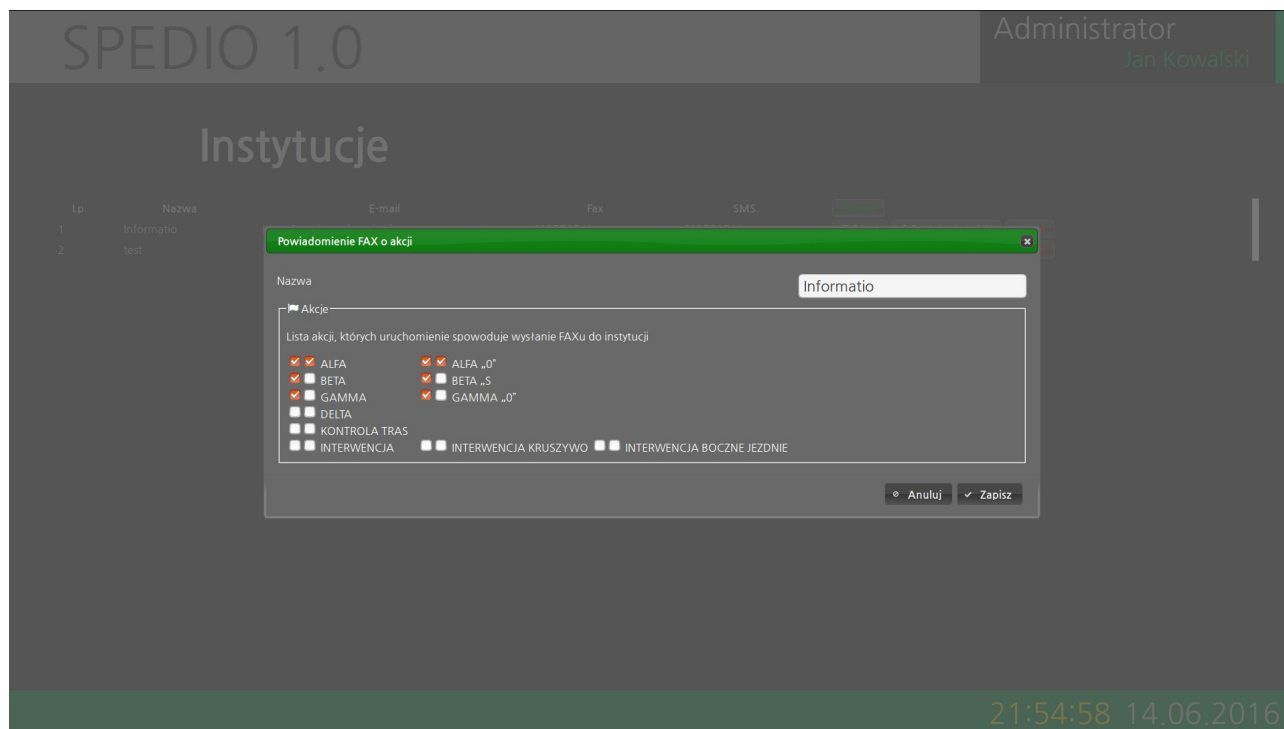 SPEDIO 1.0
Administrator
Jan Kowalski
Instytucje
Lp Nazwa E-mail Fax SMS
1 Informatio
2 test
Powiadomienie FAX o akcji
Nazwa Informatio
Akcje
Lista akcji, których uruchomienie spowoduje wysłanie FAXu do instytucji
ALFA ALFA „0"
BETA BETA „S
GAMMA GAMMA „0"
DELTA
KONTROLA TRAS
INTERWENCJA INTERWENCJA KRUSZYWO INTERWENCJA BOCZNE JEZDNIE
Anuluj Zapisz
21:54:58 14.06.2016